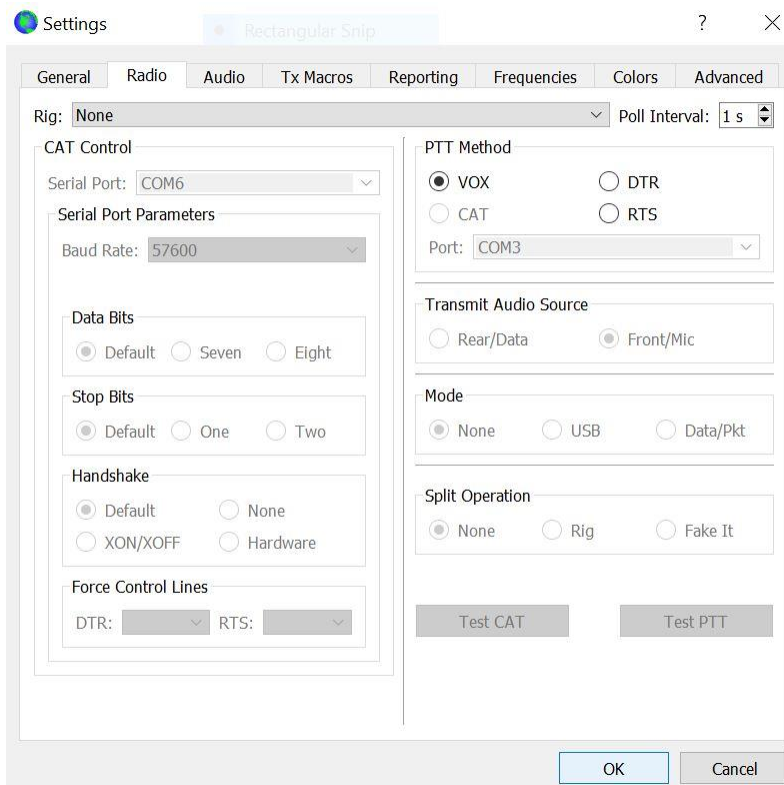 Settings
Rectangular Snip
?
General Radio Audio Tx Macros Reporting Frequencies Colors Advanced
Rig: None Poll Interval: 1 s
CAT Control
Serial Port: COM6
Serial Port Parameters
Baud Rate: 57600
Data Bits
Default Seven Eight
Stop Bits
Default One Two
Handshake
Default None
XON/XOFF Hardware
Force Control Lines
DTR: RTS:
PTT Method
VOX DTR
CAT RTS
Port: COM3
Transmit Audio Source
Rear/Data Front/Mic
Mode
None USB Data/Pkt
Split Operation
None Rig Fake It
Test CAT Test PTT
OK Cancel